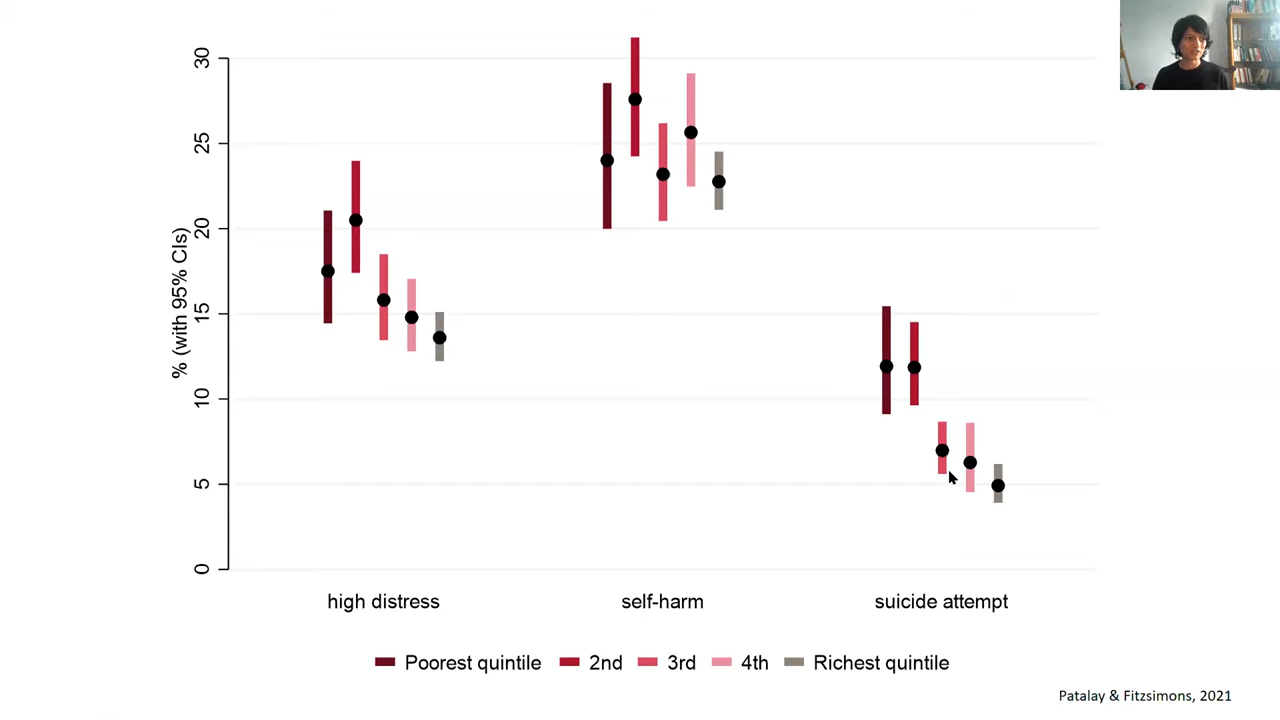 30
25
20
15
10
5
0
% (with 95% CIs)
high distress self-harm suicide attempt
Poorest quintile 2nd 3rd 4th Richest quintile
Patalay & Fitzsimons, 2021